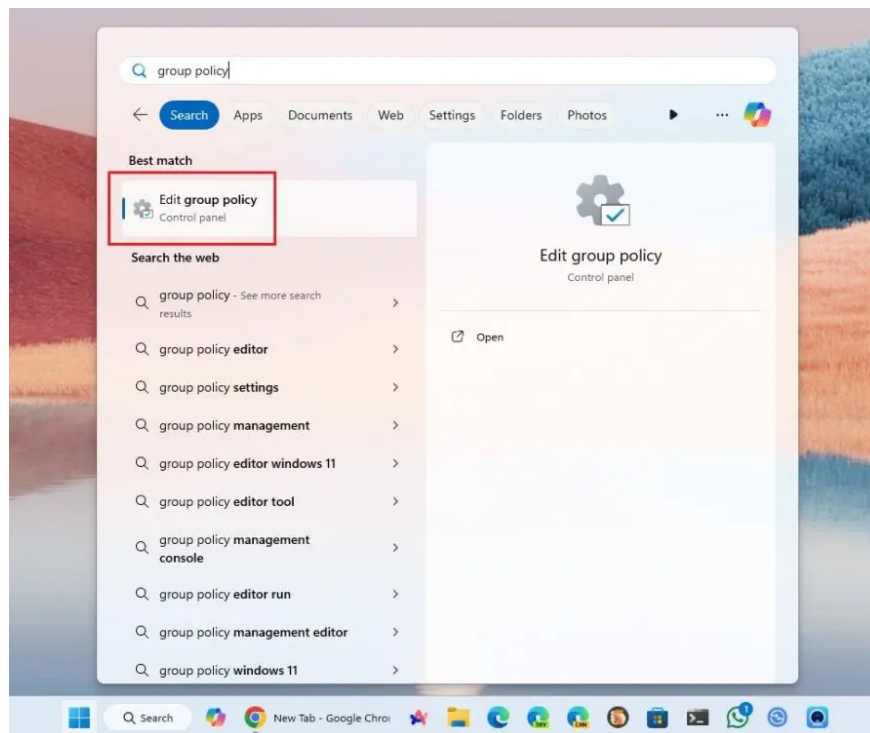 group policy
Search Apps Documents Web Settings Folders Photos
Best match
Edit group policy
Control panel
Search the web
group policy - See more search
results
group policy editor
group policy settings
group policy management
group policy editor windows 11
group policy editor tool
group policy management
console
group policy editor run
group policy management editor
group policy windows 11
Edit group policy
Control panel
Open
Search
New Tab - Google Chro
DEV
CAN
1